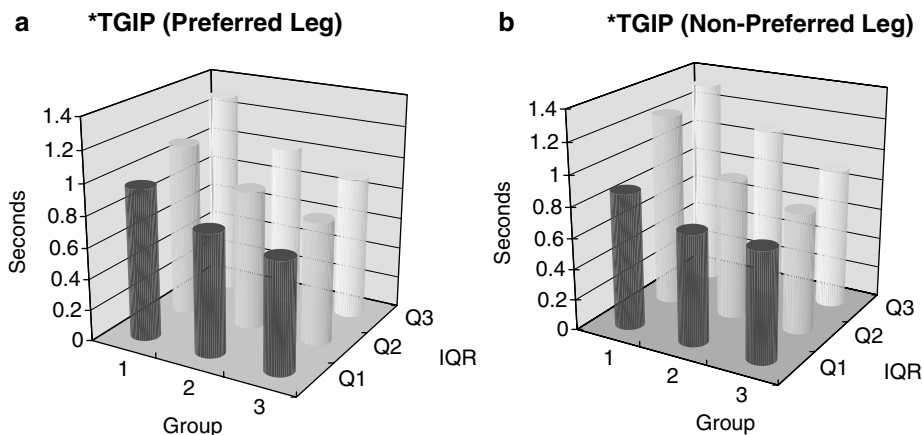 a *TGIP (Preferred Leg)
1.4
1.2
1
0.8
0.6
0.4
0.2
0
Seconds
1
2
3
Group
Q1
Q2
Q3
IQR
b *TGIP (Non-Preferred Leg)
1.4
1.2
1
0.8
0.6
0.4
0.2
0
Seconds
1
2
3
Group
Q1
Q2
Q3
IQR